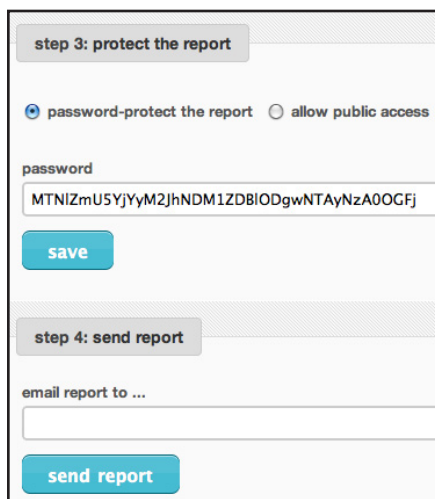 step 3: protect the report
password-protect the report allow public access
password
MTNlZmU5YjYyM2JhNDM1ZDBlODgwNTAyNzA0OGFj
save
step 4: send report
email report to ...
send report